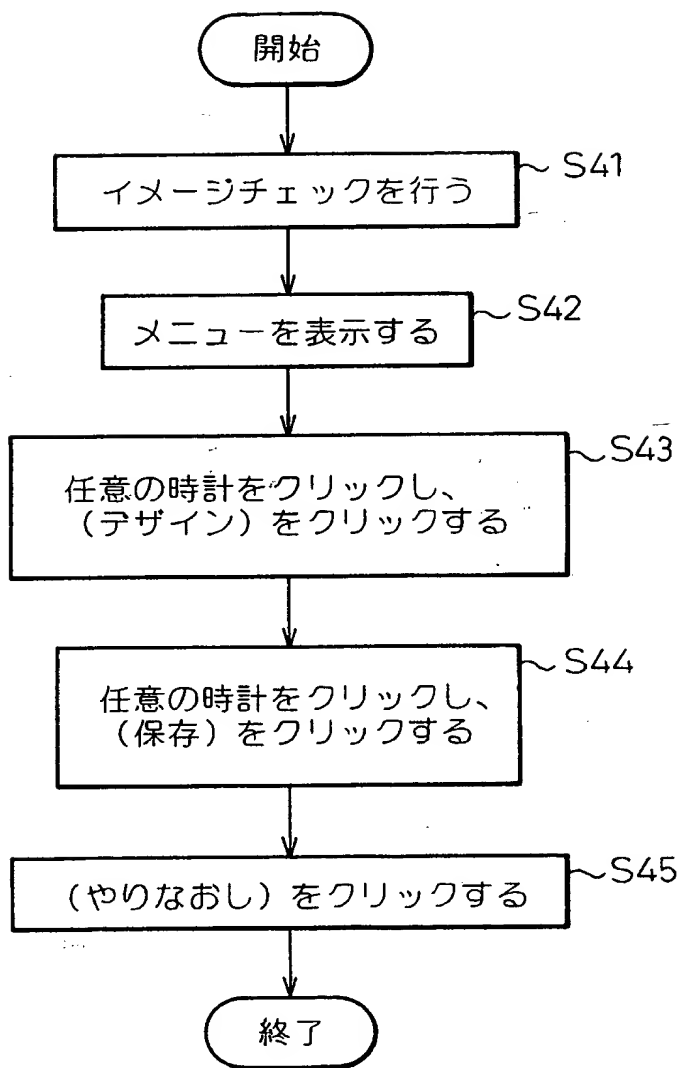 開始
イメージチェックを行う
S41
メニューを表示する
S42
任意の時計をクリックし、
(デザイン)をクリックする
S43
任意の時計をクリックし、
(保存)をクリックする
S44
(やりなおし)をクリックする
S45
終了